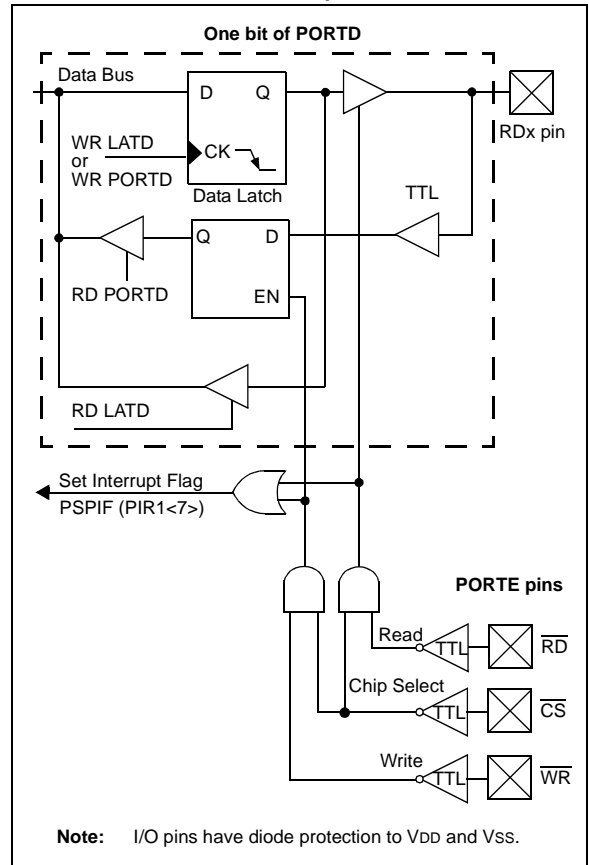 One bit of PORTD
Data Bus
D Q
RDx pin
WR LATD
or
WR PORTD
CK
Data Latch
TTL
Q D
RD PORTD
EN
RD LATD
Set Interrupt Flag
PSPIF (PIR1<7>)
PORTE pins
Read
TTL
RD
Chip Select
TTL
CS
Write
TTL
WR
Note: I/O pins have diode protection to VDD and VSS.